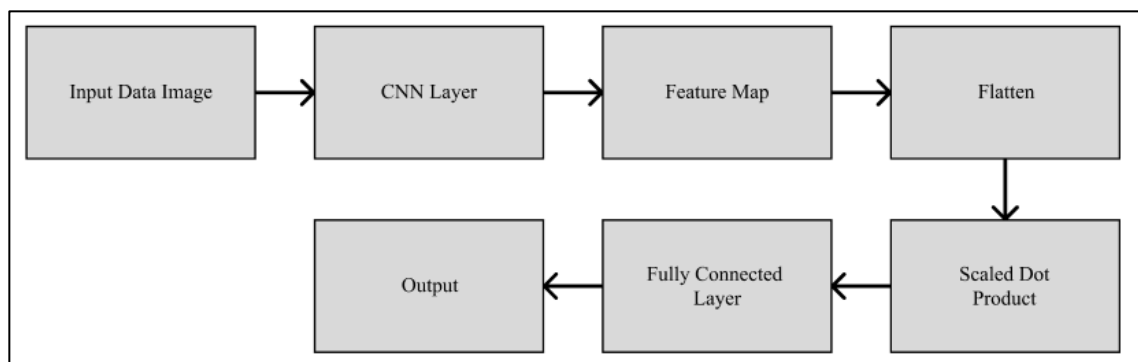 Input Data Image
CNN Layer
Feature Map
Flatten
Scaled Dot
Product
Fully Connected
Layer
Output